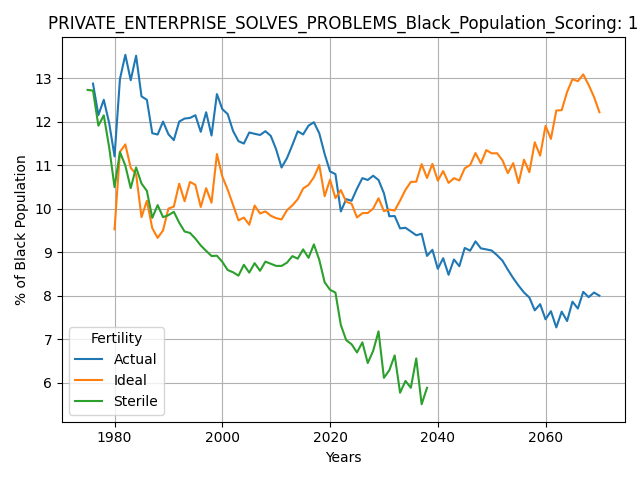 PRIVATE_ENTERPRISE_SOLVES_PROBLEMS_Black_Population_Scoring: 1
% of Black Population
13
12
11
10
9
8
7
6
Fertility
Actual
Ideal
Sterile
1980 2000 2020 2040 2060
Years